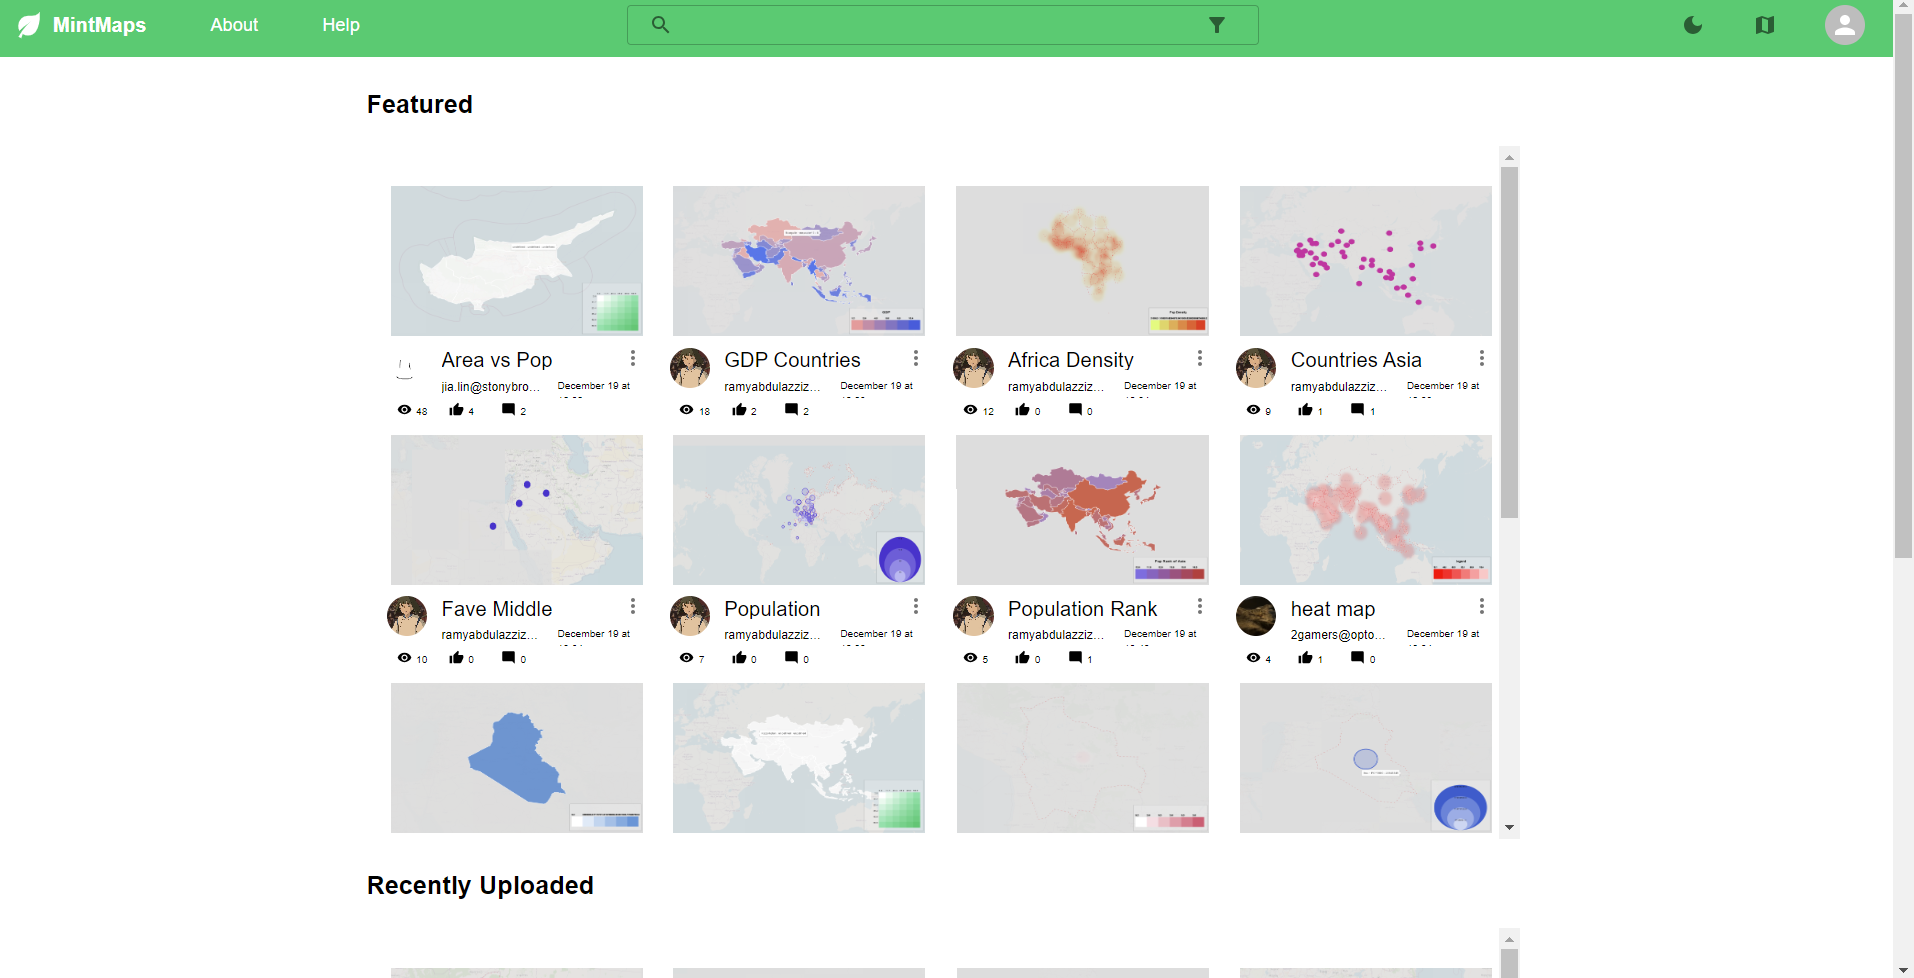 MintMaps About Help
Featured
GDP
Area vs Pop
jia.lin@stonybro... December 19 at
48 4 2
GDP Countries
ramyabdulazziz... December 19 at
18 2 2
Africa Density
ramyabdulazziz... December 19 at
12 0 0
Countries Asia
ramyabdulazziz... December 19 at
9 1 1
Fave Middle
ramyabdulazziz... December 19 at
10 0 0
Population
ramyabdulazziz... December 19 at
7 0 0
Population Rank
ramyabdulazziz... December 19 at
5 0 1
heat map
2gamers@opto... December 19 at
4 1 0
Recently Uploaded